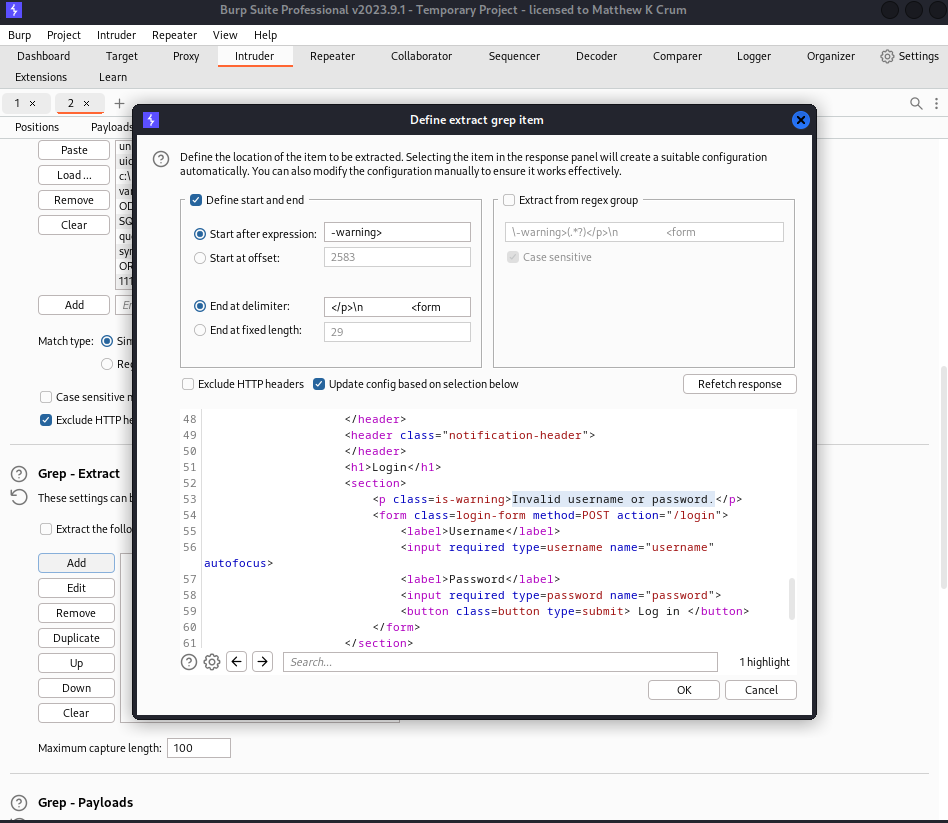 Burp Suite Professional v2023.9.1 - Temporary Project - licensed to Matthew K Crum
Burp Project Intruder Repeater View Help
Dashboard Target Proxy Intruder Repeater Collaborator Sequencer Decoder Comparer Logger Organizer Settings
Extensions Learn
1 × 2 × +
Positions Payloads
Define extract grep item
Paste
Load ...
Remove
Clear
Add
un
uid
c:\
var
OD
SQ
que
syn
OR
111
Match type: Sim
Reg
Case sensitive m
Exclude HTTP he
Grep - Extract
These settings can b
Extract the follo
Add
Edit
Remove
Duplicate
Up
Down
Clear
Maximum capture length: 100
Grep - Payloads
Define the location of the item to be extracted. Selecting the item in the response panel will create a suitable configuration
automatically. You can also modify the configuration manually to ensure it works effectively.
Define start and end
Start after expression: -warning>
Start at offset: 2583
End at delimiter: </p>\n <form
End at fixed length: 29
Extract from regex group
\-warning>(.*?)</p>\n <form
Case sensitive
Exclude HTTP headers Update config based on selection below Refetch response
48 </header>
49 <header class="notification-header">
50 </header>
51 <h1>Login</h1>
52 <section>
53 <p class=is-warning>Invalid username or password.</p>
54 <form class=login-form method=POST action="/login">
55 <label>Username</label>
56 <input required type=username name="username"
autofocus>
57 <label>Password</label>
58 <input required type=password name="password">
59 <button class=button type=submit> Log in </button>
60 </form>
61 </section>
Search... 1 highlight
OK Cancel